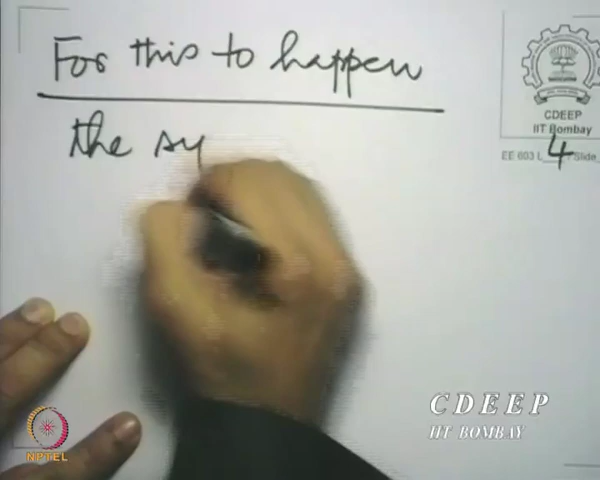 For this to happen
the sy
CDEEP
IIT Bombay
EE 603 L 4 /Slide
CDEEP
IIT BOMBAY
NPTEL